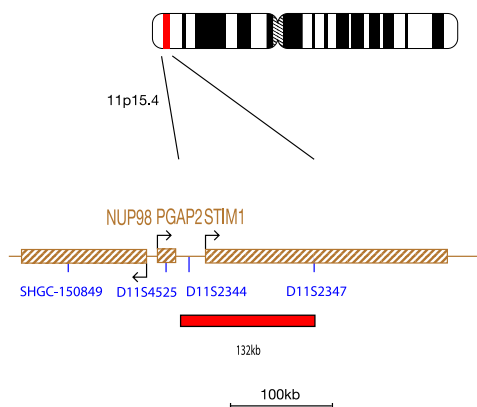 11p15.4
NUP98 PGAP2 STIM1
SHGC-150849 D11S4525 D11S2344 D11S2347
132kb
100kb